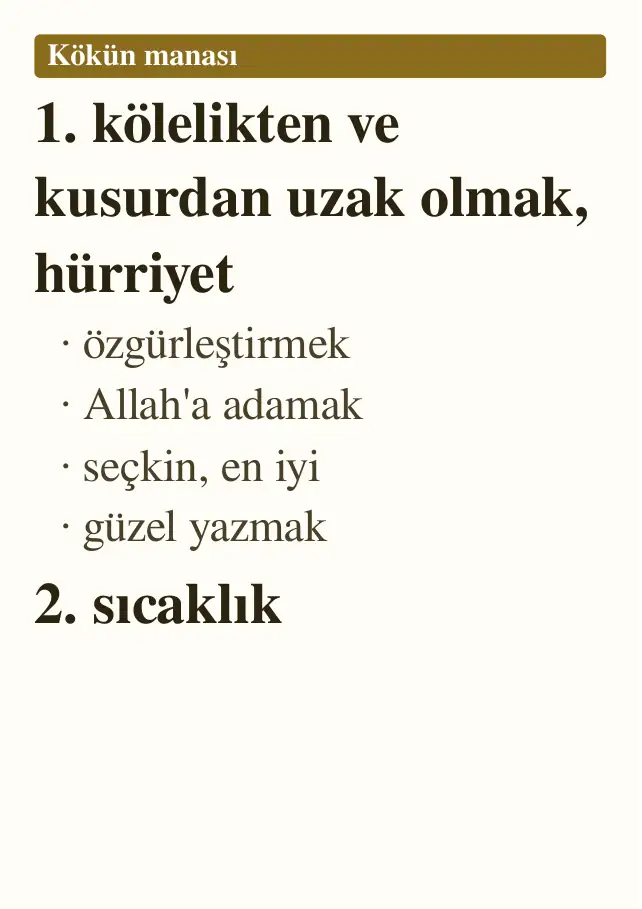 Kökün manası
1. kölelikten ve
kusurdan uzak olmak,
hürriyet
· özgürleştirmek
· Allah'a adamak
· seçkin, en iyi
· güzel yazmak
2. sıcaklık